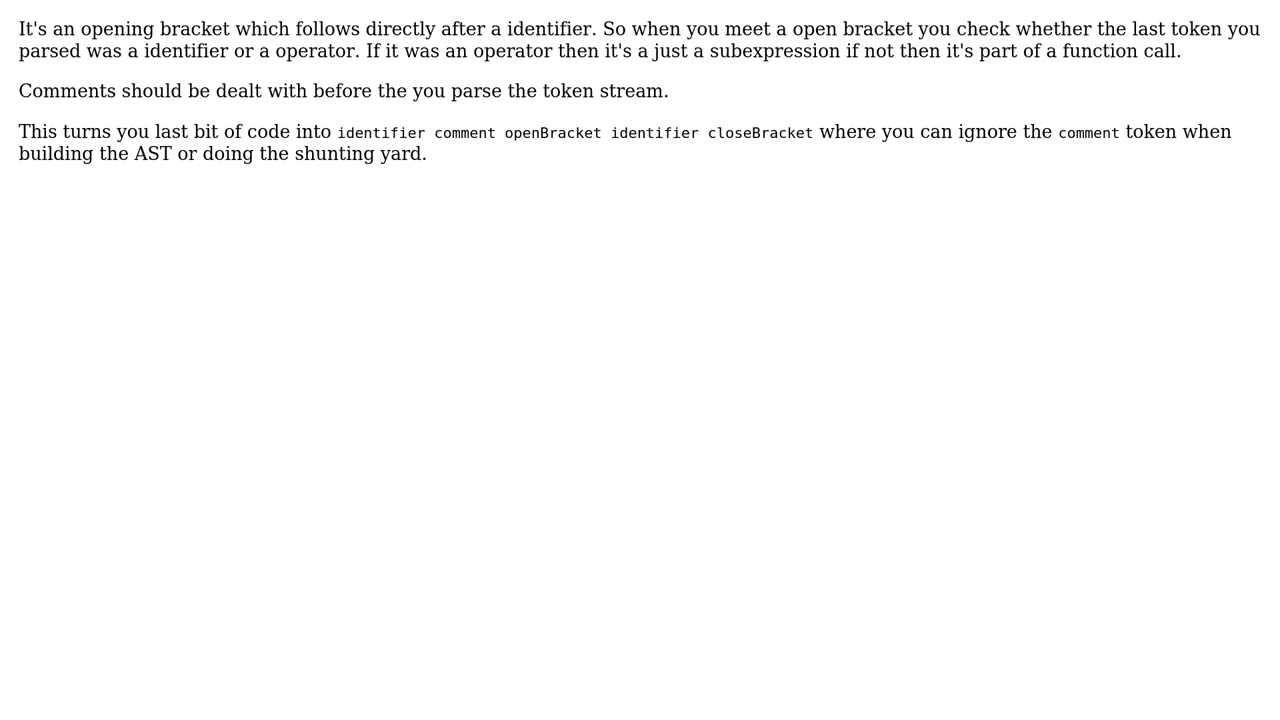 It's an opening bracket which follows directly after a identifier. So when you meet a open bracket you check whether the last token you
parsed was a identifier or a operator. If it was an operator then it's a just a subexpression if not then it's part of a function call.
Comments should be dealt with before the you parse the token stream.
This turns you last bit of code into identifier comment openBracket identifier closeBracket where you can ignore the comment token when
building the AST or doing the shunting yard.